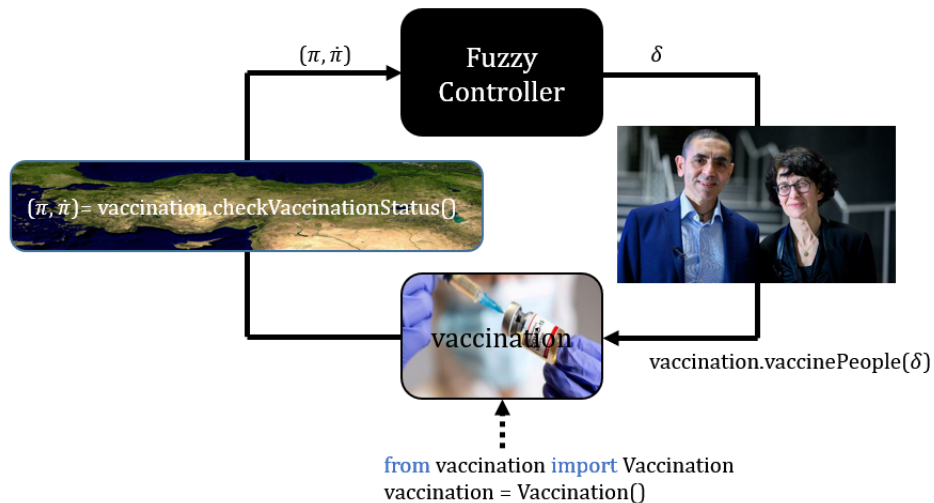 (π, π̇)
Fuzzy
Controller
δ
(π, π̇)= vaccination.checkVaccinationStatus()
vaccination
vaccination.vaccinePeople(δ)
from vaccination import Vaccination
vaccination = Vaccination()